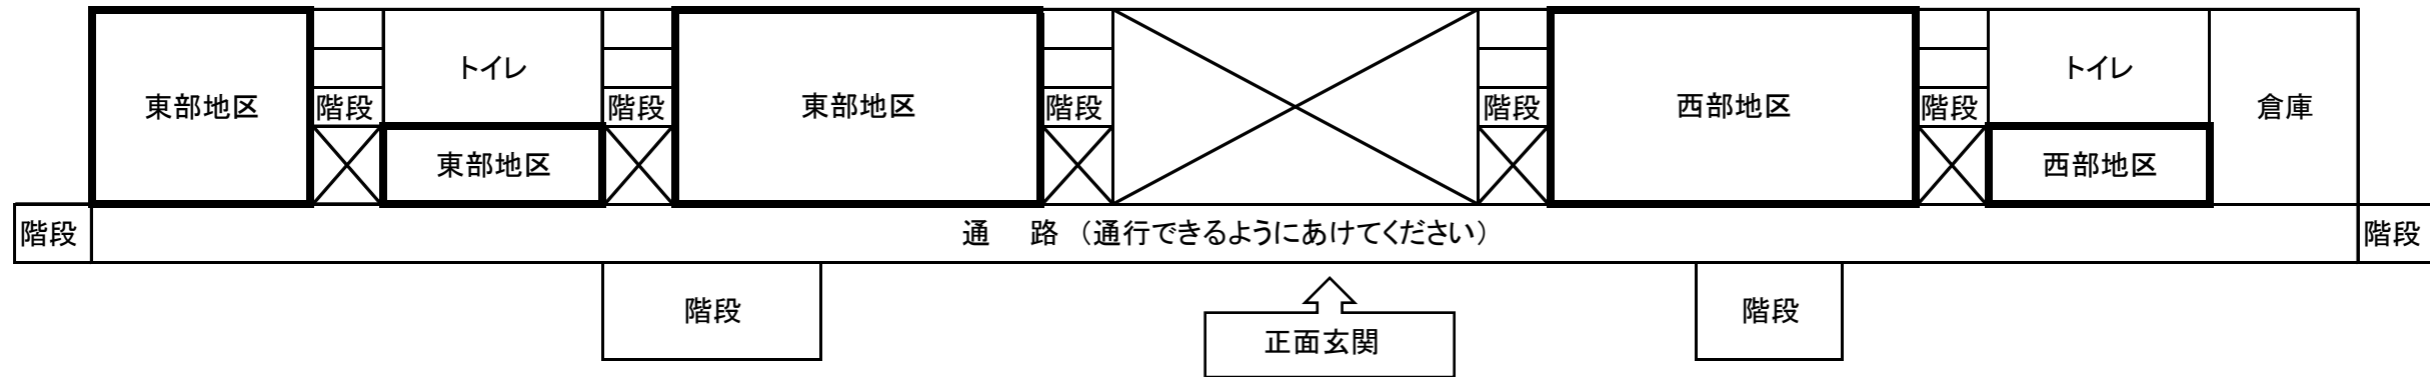 トイレ
トイレ
東部地区
階段
階段
東部地区
階段
階段
西部地区
階段
倉庫
東部地区
西部地区
階段
通　路 （通行できるようにあけてください）
階段
階段
階段
正面玄関